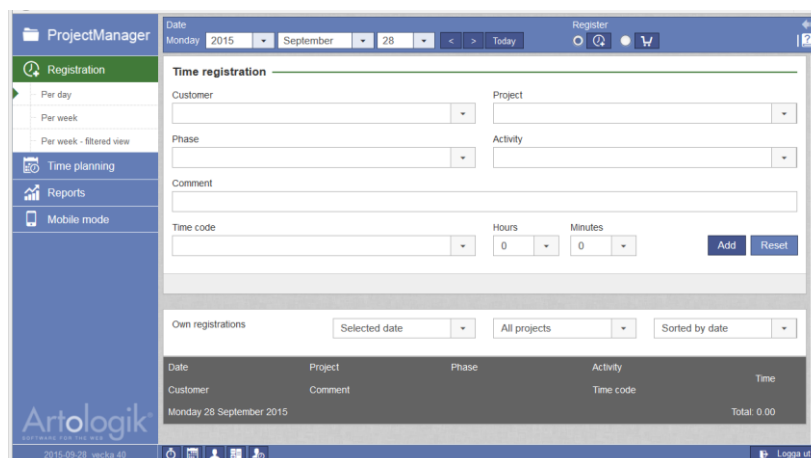 ProjectManager
Date
Monday 2015 September 28 < > Today
Register
Registration
Per day
Per week
Per week - filtered view
Time planning
Reports
Mobile mode
Time registration
Customer Project
Phase Activity
Comment
Time code Hours Minutes
0 0 Add Reset
Own registrations Selected date All projects Sorted by date
Date Project Phase Activity Time
Customer Comment Time code
Monday 28 September 2015 Total: 0.00
Artologik
SOFTWARE FOR THE WEB
2015-09-28 vecka 40
Logga ut